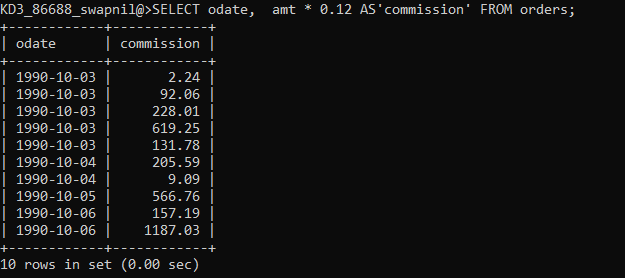 KD3_86688_swapnil@>SELECT odate,  amt * 0.12 AS'commission' FROM orders;
+------------+------------+
| odate      | commission |
+------------+------------+
| 1990-10-03 |       2.24 |
| 1990-10-03 |      92.06 |
| 1990-10-03 |     228.01 |
| 1990-10-03 |     619.25 |
| 1990-10-03 |     131.78 |
| 1990-10-04 |     205.59 |
| 1990-10-04 |       9.09 |
| 1990-10-05 |     566.76 |
| 1990-10-06 |     157.19 |
| 1990-10-06 |    1187.03 |
+------------+------------+
10 rows in set (0.00 sec)